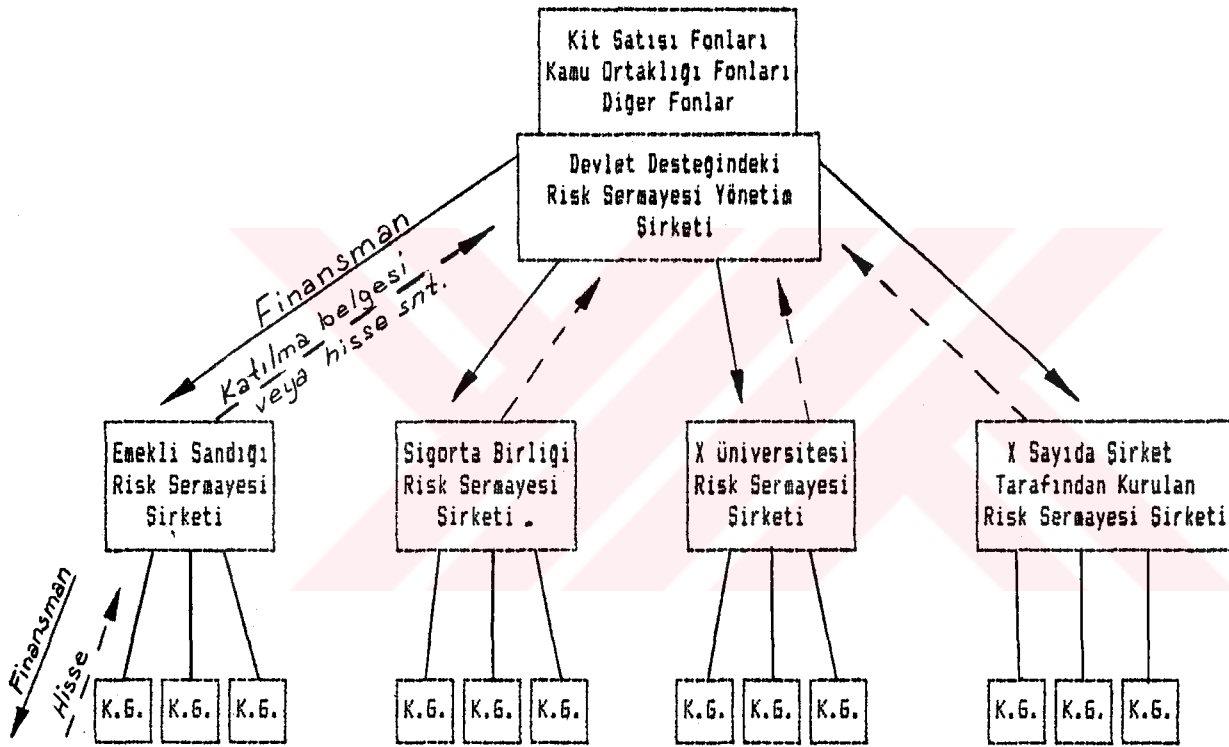 Kit Satışı Fonları
Kamu Ortaklığı Fonları
Diğer Fonlar
Devlet Desteğindeki
Risk Sermayesi Yönetim
Şirketi
Finansman
Katılma belgesi
veya hisse snt.
Emekli Sandığı
Risk Sermayesi
Şirketi
Sigorta Birliği
Risk Sermayesi
Şirketi
X Üniversitesi
Risk Sermayesi
Şirketi
X Sayıda Şirket
Tarafından Kurulan
Risk Sermayesi Şirketi
Finansman
Hisse
K.G. K.G. K.G. K.G. K.G. K.G. K.G. K.G. K.G. K.G. K.G. K.G.